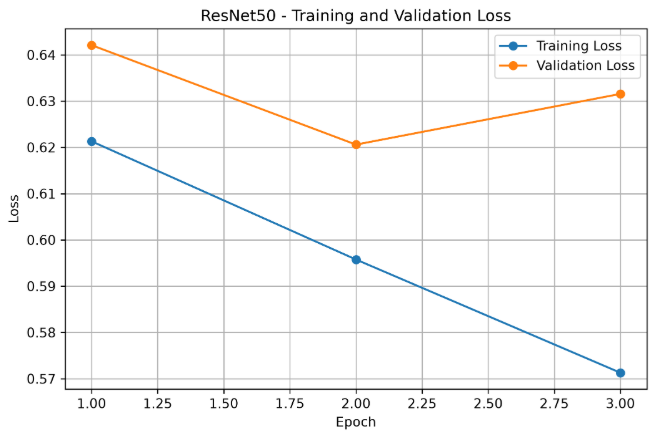 ResNet50 - Training and Validation Loss
Training Loss
Validation Loss
0.64
0.63
0.62
0.61
0.60
0.59
0.58
0.57
Loss
1.00 1.25 1.50 1.75 2.00 2.25 2.50 2.75 3.00
Epoch